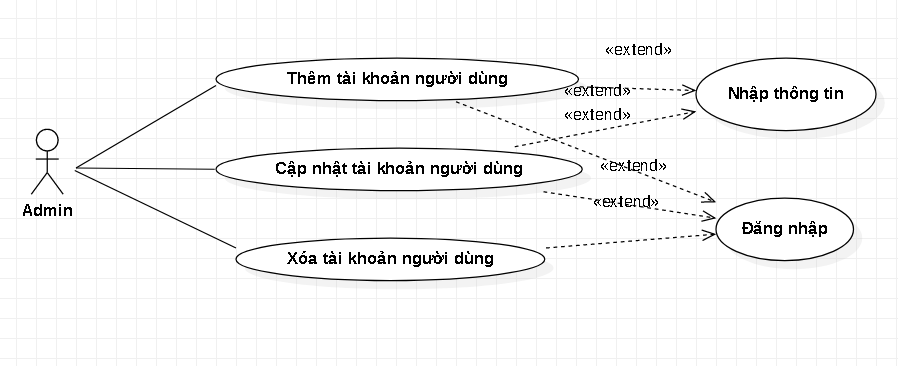 «extend»
Thêm tài khoản người dùng
«extend»
Nhập thông tin
«extend»
Cập nhật tài khoản người dùng
«extend»
«extend»
Admin
Đăng nhập
Xóa tài khoản người dùng